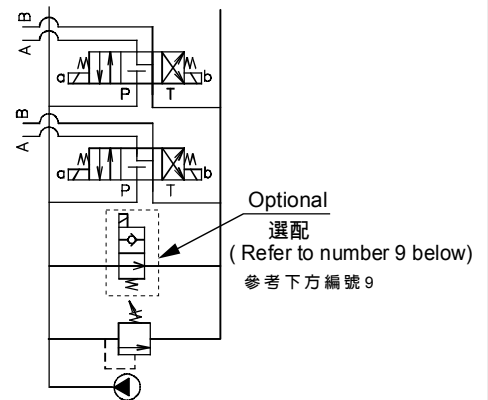 B
A
a
b
P T
B
A
a
b
P T
Optional
選配
( Refer to number 9 below)
參考下方編號9